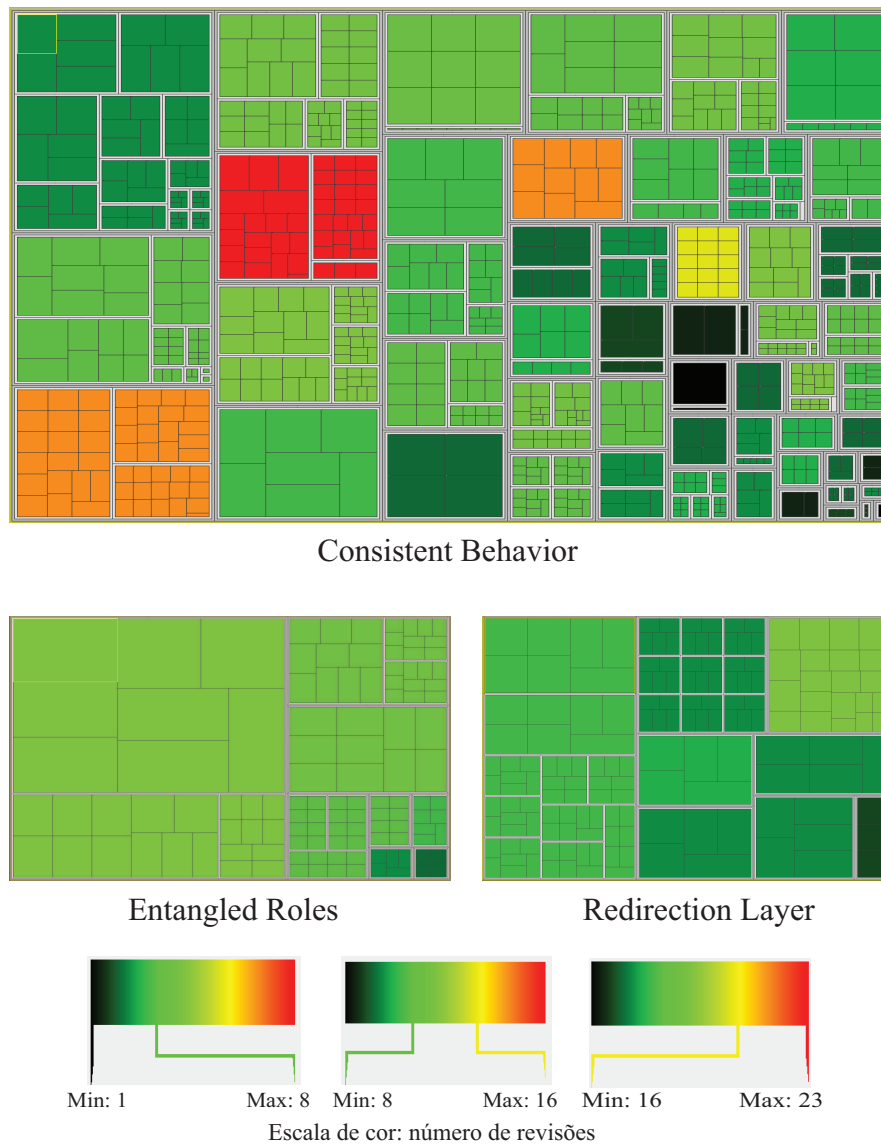 Consistent Behavior
Entangled Roles
Redirection Layer
Min: 1
Max: 8
Min: 8
Max: 16
Min: 16
Max: 23
Escala de cor: número de revisões